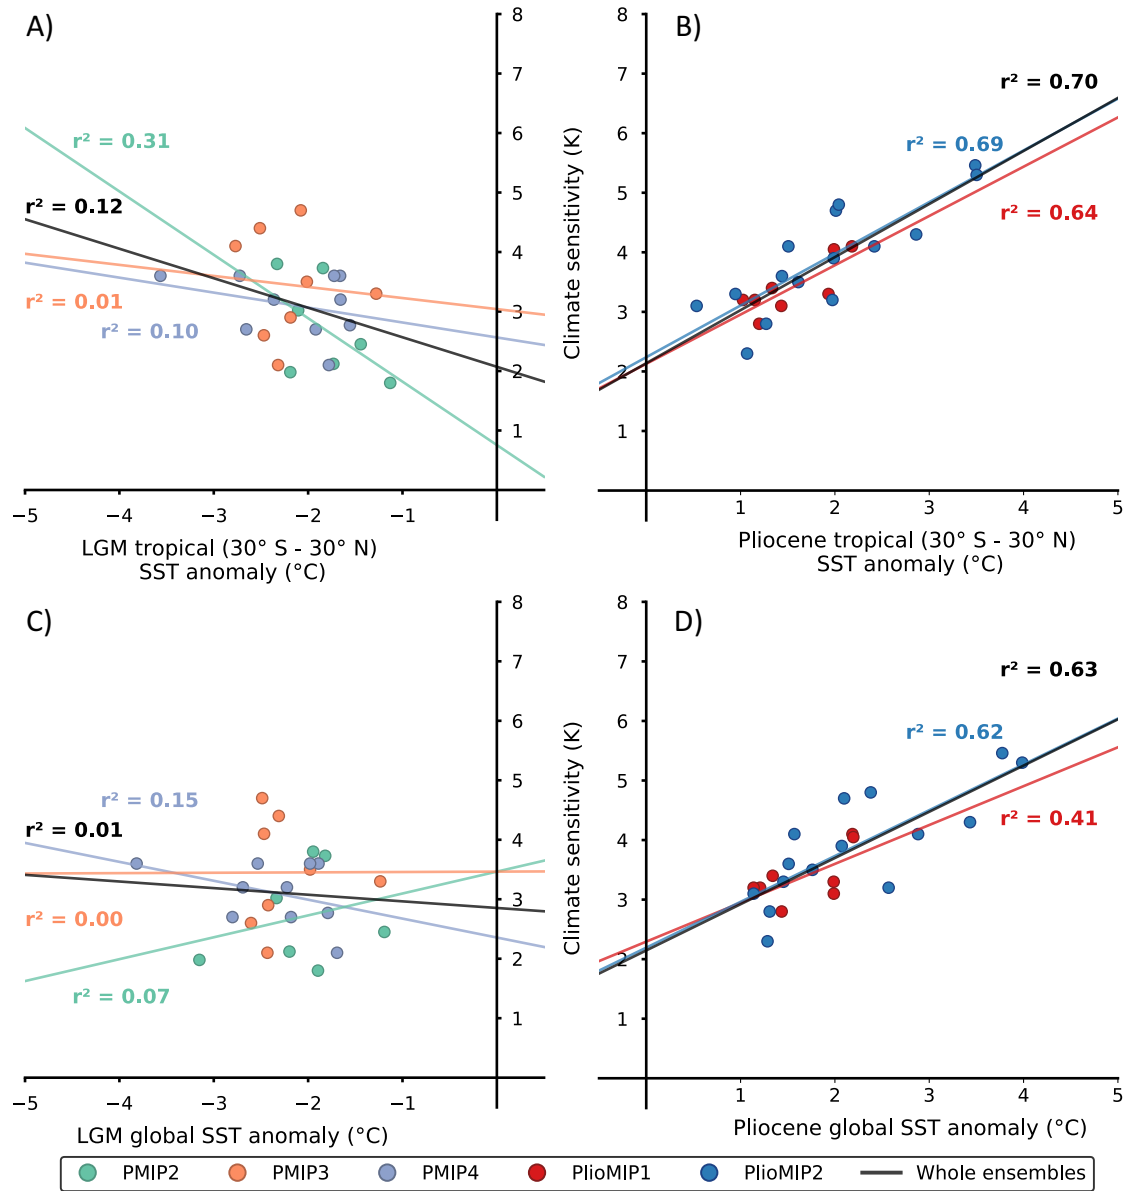 A)
8
7
6
5
4
3
2
1
r² = 0.31
r² = 0.12
r² = 0.01
r² = 0.10
−5
−4
−3
−2
−1
LGM tropical (30° S - 30° N)
SST anomaly (°C)
B)
Climate sensitivity (K)
8
7
6
5
4
3
2
1
r² = 0.70
r² = 0.69
r² = 0.64
1
2
3
4
5
Pliocene tropical (30° S - 30° N)
SST anomaly (°C)
C)
8
7
6
5
4
3
2
1
r² = 0.15
r² = 0.01
r² = 0.00
r² = 0.07
−5
−4
−3
−2
−1
LGM global SST anomaly (°C)
D)
Climate sensitivity (K)
8
7
6
5
4
3
2
1
r² = 0.63
r² = 0.62
r² = 0.41
1
2
3
4
5
Pliocene global SST anomaly (°C)
PMIP2 PMIP3 PMIP4 PlioMIP1 PlioMIP2 Whole ensembles